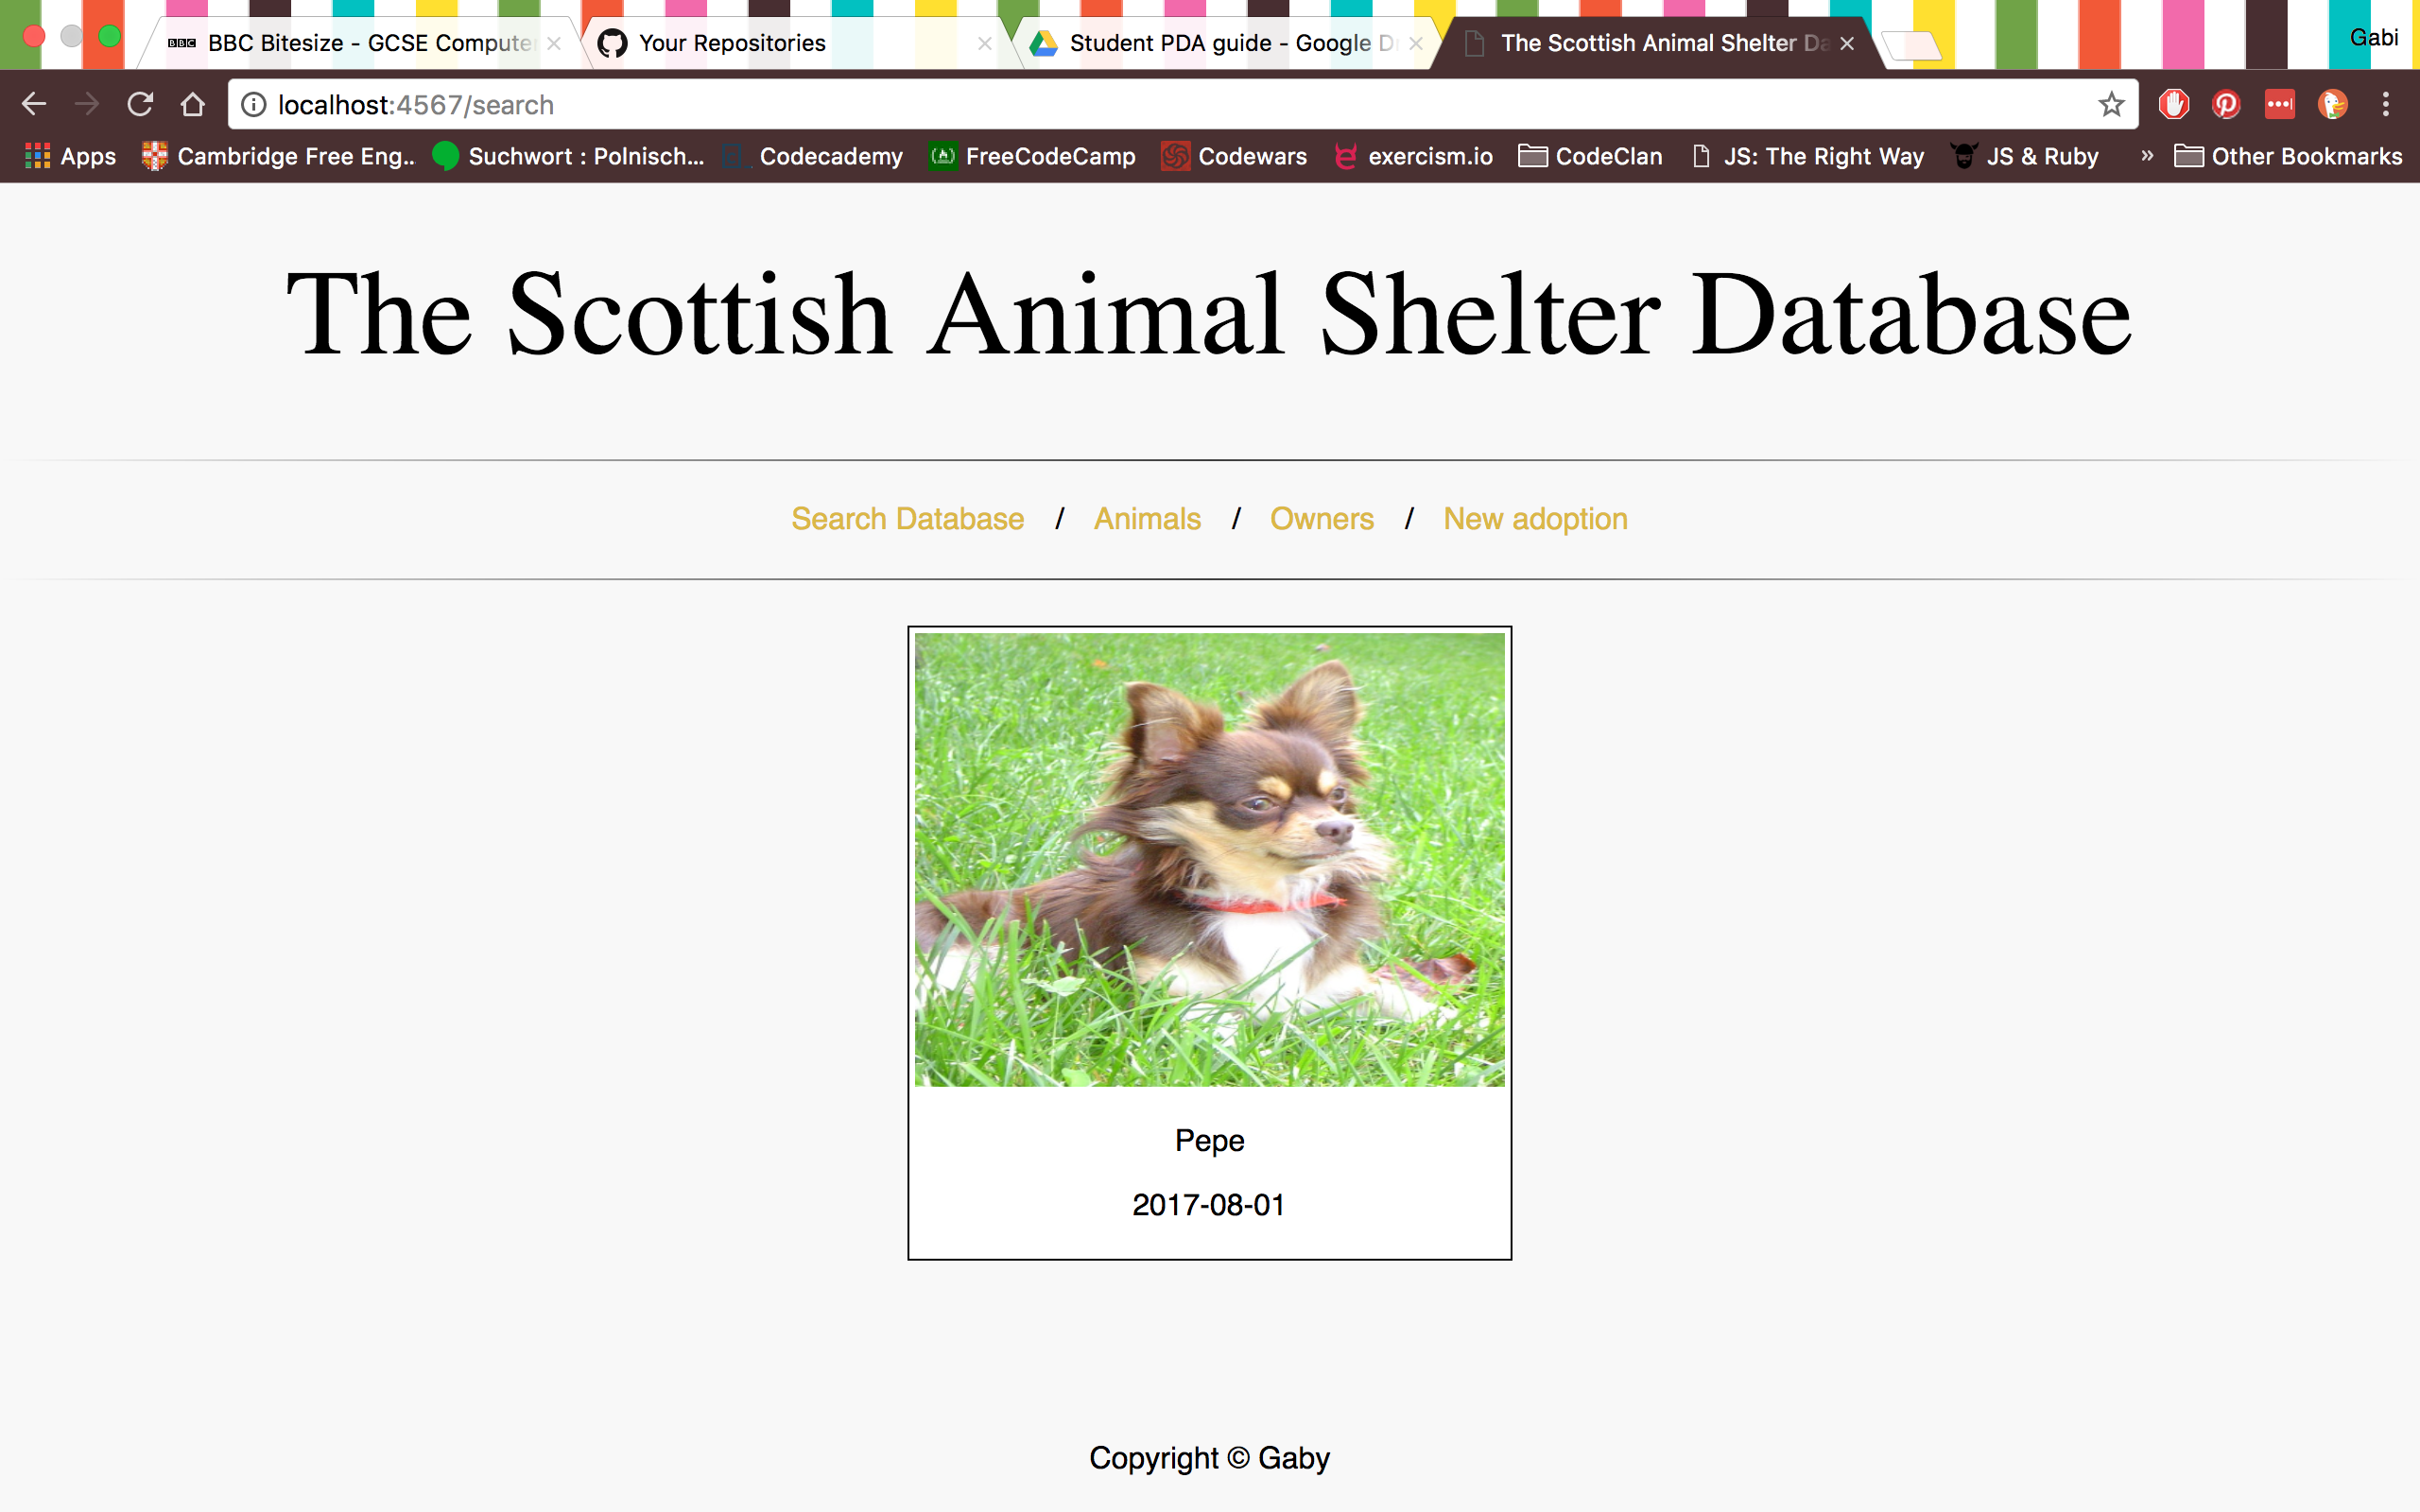 BBC BBC Bitesize - GCSE Compute
Your Repositories
Student PDA guide - Google D
The Scottish Animal Shelter Da
Gabi
localhost:4567/search
Apps
Cambridge Free Eng...
Suchwort : Polnisch...
Codecademy
FreeCodeCamp
Codewars
exercism.io
CodeClan
JS: The Right Way
JS & Ruby
»
Other Bookmarks
The Scottish Animal Shelter Database
Search Database / Animals / Owners / New adoption
Pepe
2017-08-01
Copyright © Gaby